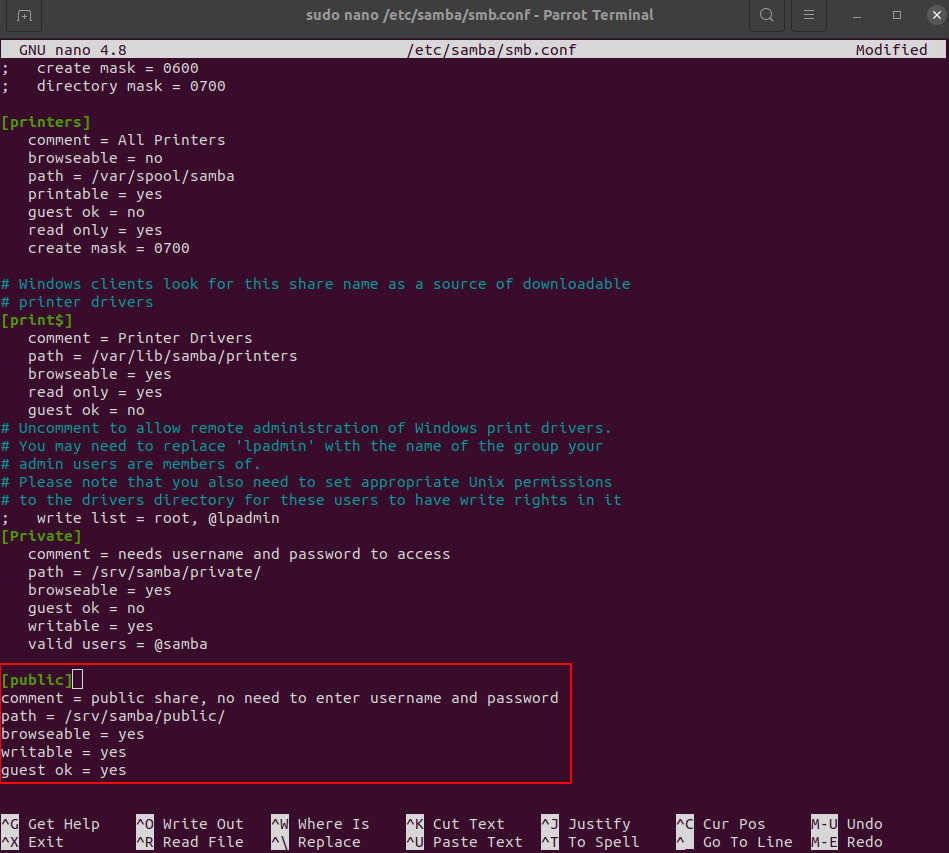 sudo nano /etc/samba/smb.conf - Parrot Terminal
GNU nano 4.8 /etc/samba/smb.conf Modified
;   create mask = 0600
;   directory mask = 0700
[printers]
   comment = All Printers
   browseable = no
   path = /var/spool/samba
   printable = yes
   guest ok = no
   read only = yes
   create mask = 0700
# Windows clients look for this share name as a source of downloadable
# printer drivers
[print$]
   comment = Printer Drivers
   path = /var/lib/samba/printers
   browseable = yes
   read only = yes
   guest ok = no
# Uncomment to allow remote administration of Windows print drivers.
# You may need to replace 'lpadmin' with the name of the group your
# admin users are members of.
# Please note that you also need to set appropriate Unix permissions
# to the drivers directory for these users to have write rights in it
;   write list = root, @lpadmin
[Private]
   comment = needs username and password to access
   path = /srv/samba/private/
   browseable = yes
   guest ok = no
   writable = yes
   valid users = @samba
[public]
comment = public share, no need to enter username and password
path = /srv/samba/public/
browseable = yes
writable = yes
guest ok = yes
^G Get Help ^O Write Out ^W Where Is ^K Cut Text ^J Justify ^C Cur Pos M-U Undo
^X Exit ^R Read File ^\ Replace ^U Paste Text ^T To Spell ^_ Go To Line M-E Redo